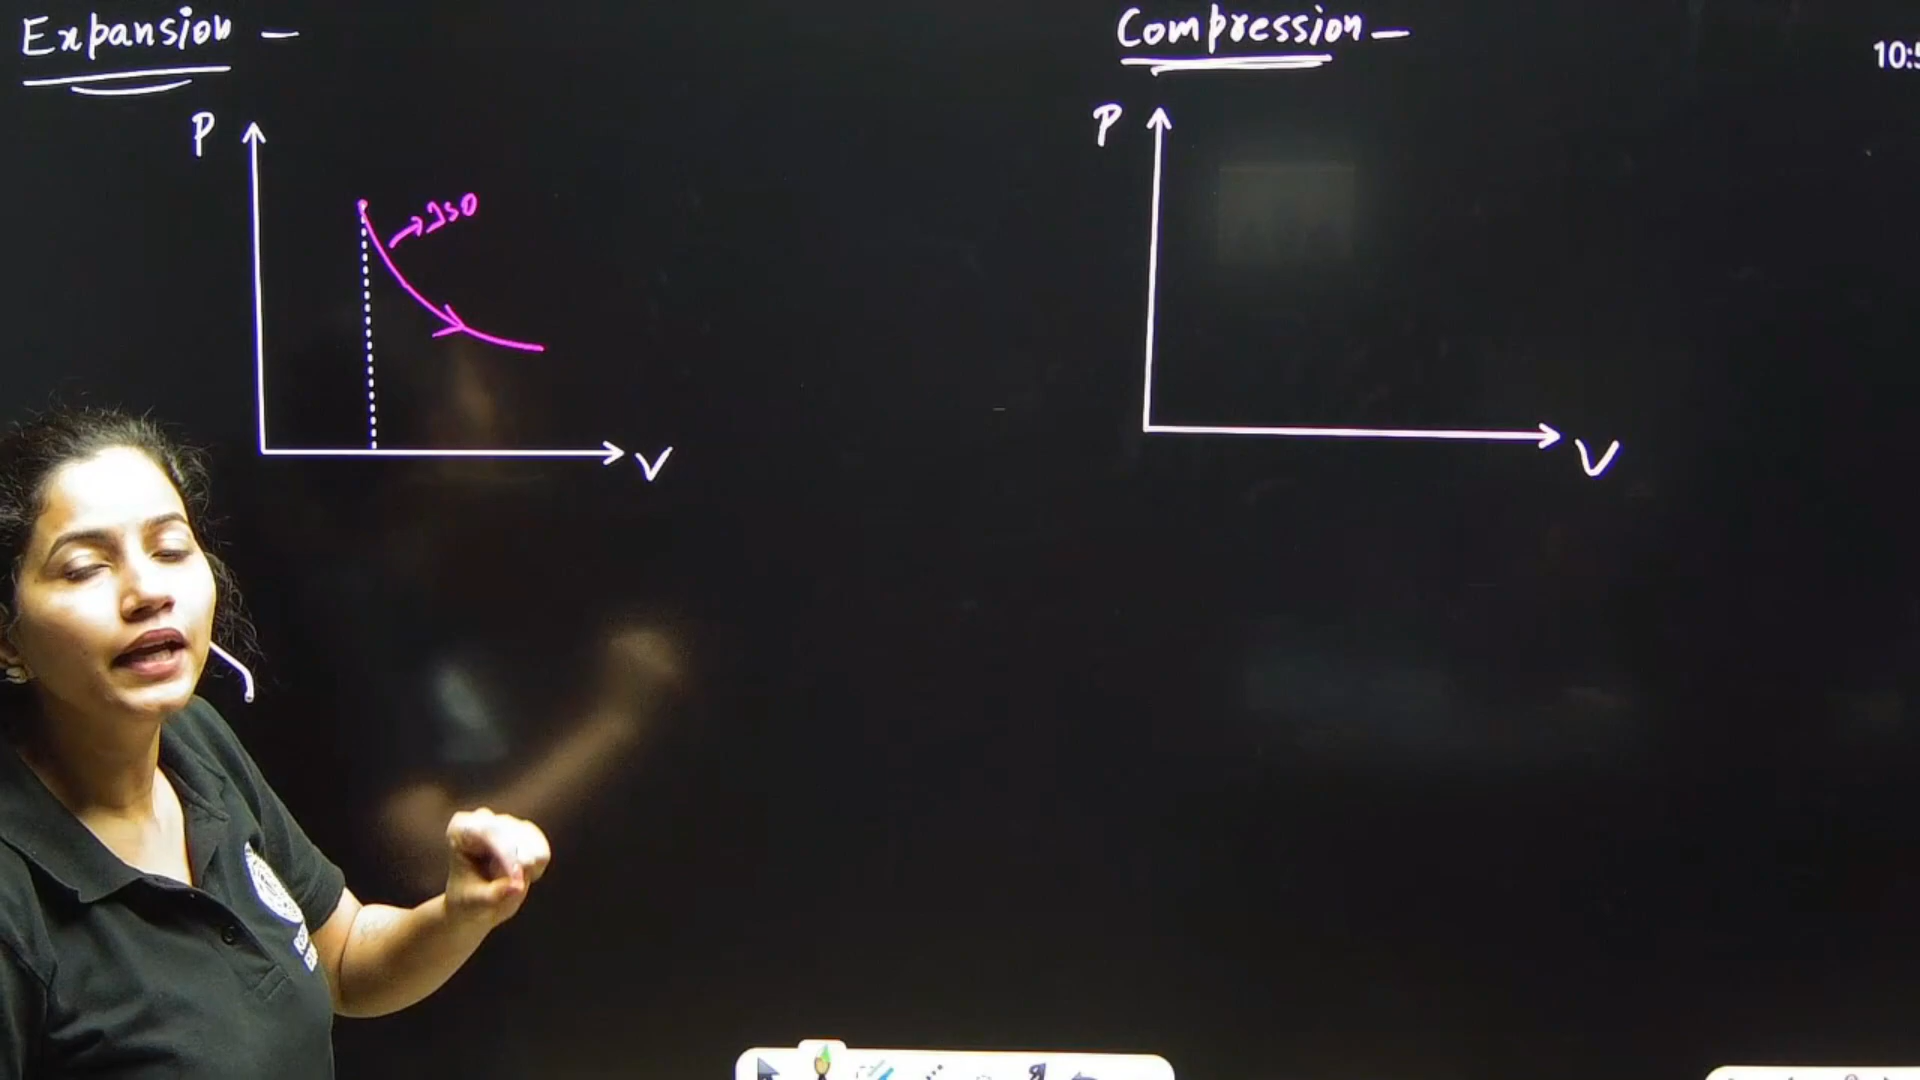 Expansion –
Compression –
10:5
P
P
→ Iso
V
V